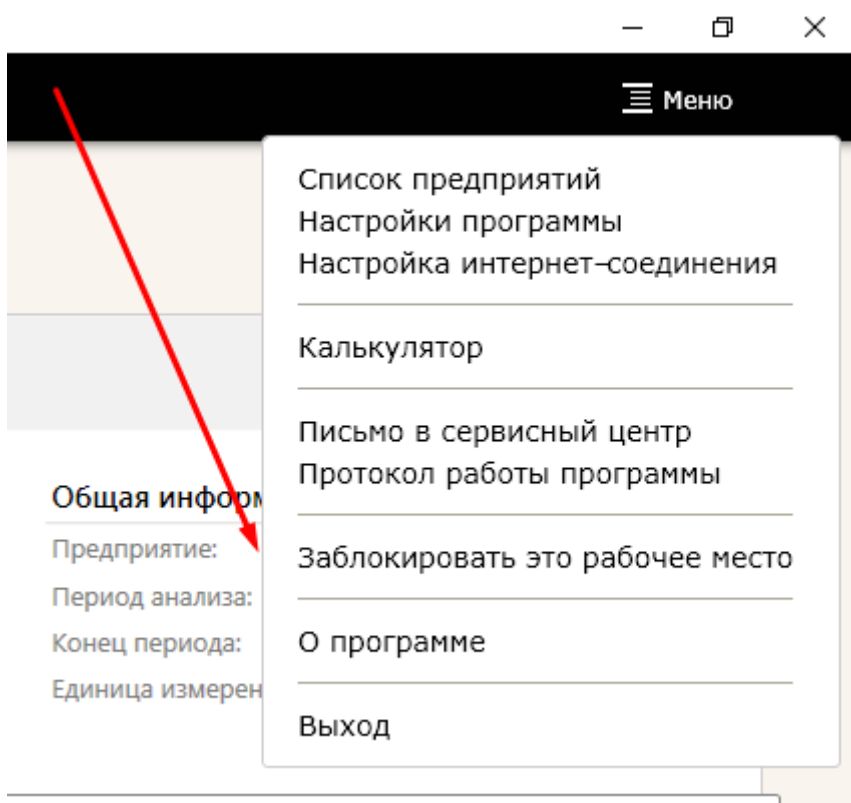 Меню
Список предприятий
Настройки программы
Настройка интернет-соединения
Калькулятор
Письмо в сервисный центр
Протокол работы программы
Заблокировать это рабочее место
О программе
Выход
Общая информ
Предприятие:
Период анализа:
Конец периода:
Единица измерен